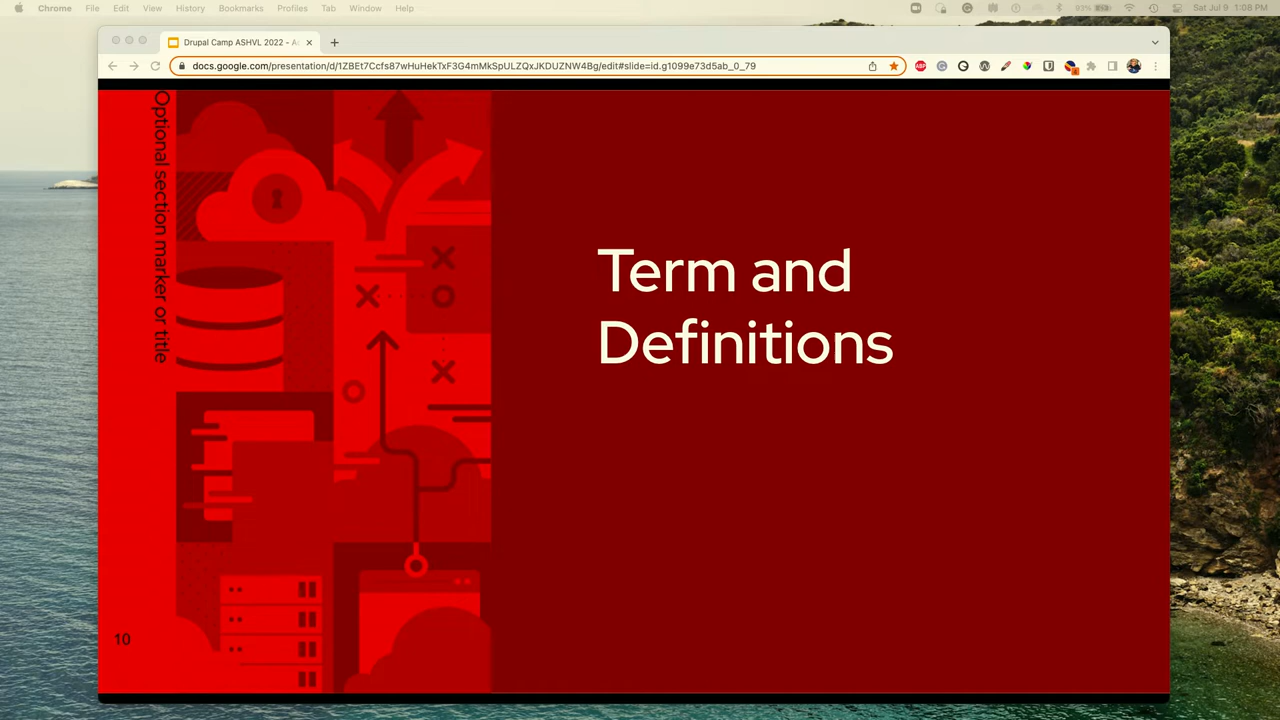 Chrome File Edit View History Bookmarks Profiles Tab Window Help 93% Sat Jul 9 1:08 PM
Drupal Camp ASHVL 2022 -
docs.google.com/presentation/d/1ZBEt7Ccfs87wHuHekTxF3G4mMkSpULZQxJKDUZNW4Bg/edit#slide=id.g1099e73d5ab_0_79
ABP
Optional section marker or title
Term and
Definitions
10